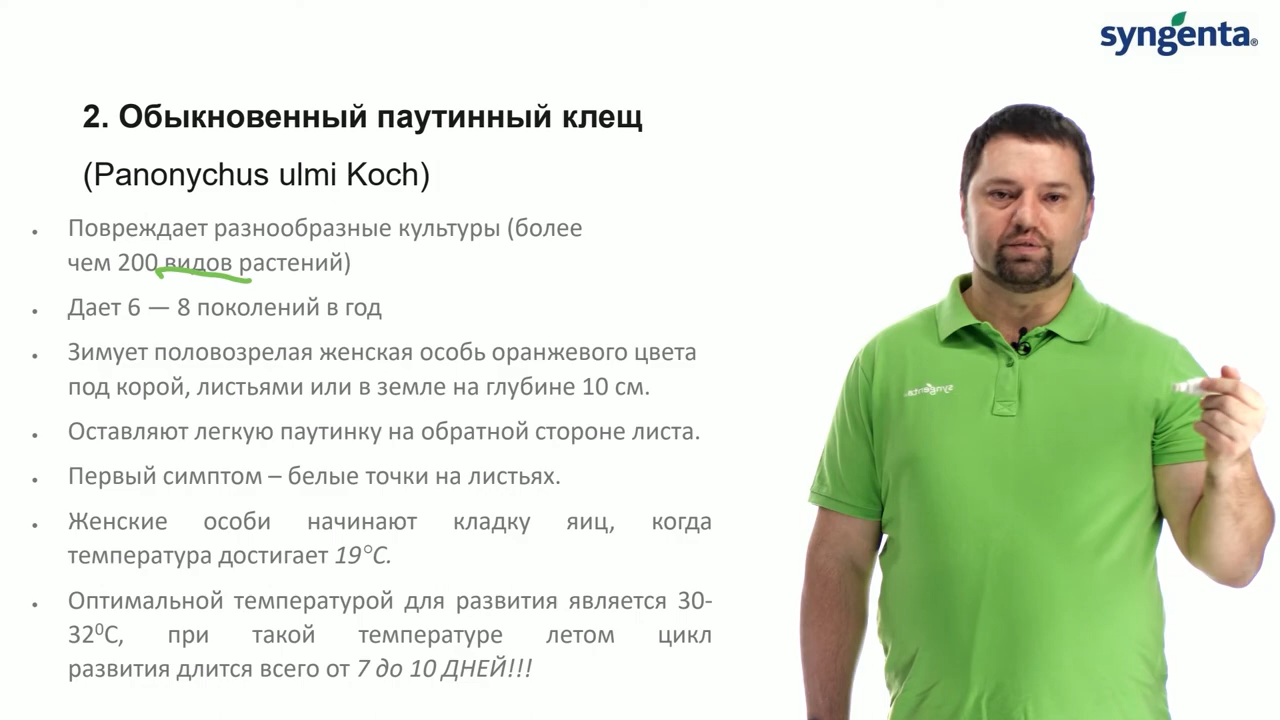 syngenta®
2. Обыкновенный паутинный клещ
(Panonychus ulmi Koch)
• Повреждает разнообразные культуры (более
чем 200 видов растений)
• Дает 6 — 8 поколений в год
• Зимует половозрелая женская особь оранжевого цвета
под корой, листьями или в земле на глубине 10 см.
• Оставляют легкую паутинку на обратной стороне листа.
• Первый симптом – белые точки на листьях.
• Женские особи начинают кладку яиц, когда
температура достигает 19°С.
• Оптимальной температурой для развития является 30-
32⁰С, при такой температуре летом цикл
развития длится всего от 7 до 10 ДНЕЙ!!!